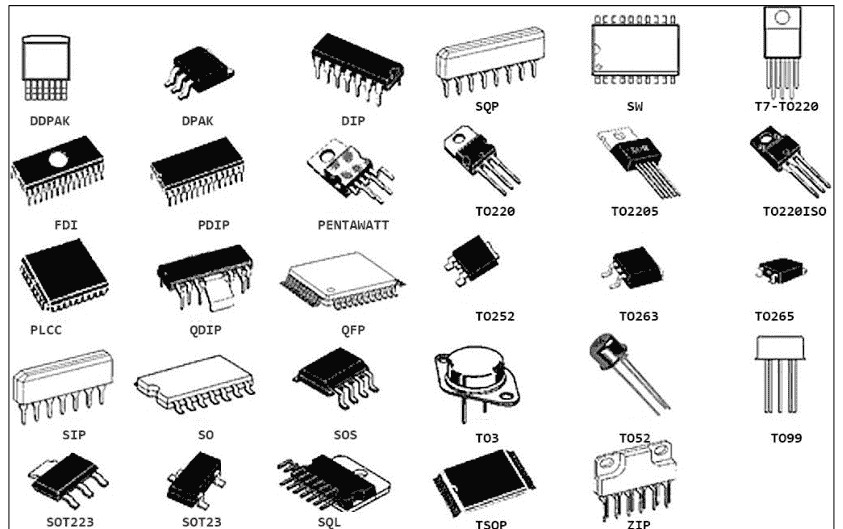 DDPAK
DPAK
DIP
SQP
SW
T7-TO220
FDI
PDIP
PENTAWATT
TO220
TO2205
TO220ISO
PLCC
QDIP
QFP
TO252
TO263
TO265
SIP
SO
SOS
TO3
TO52
TO99
SOT223
SOT23
SQL
TSOP
ZIP